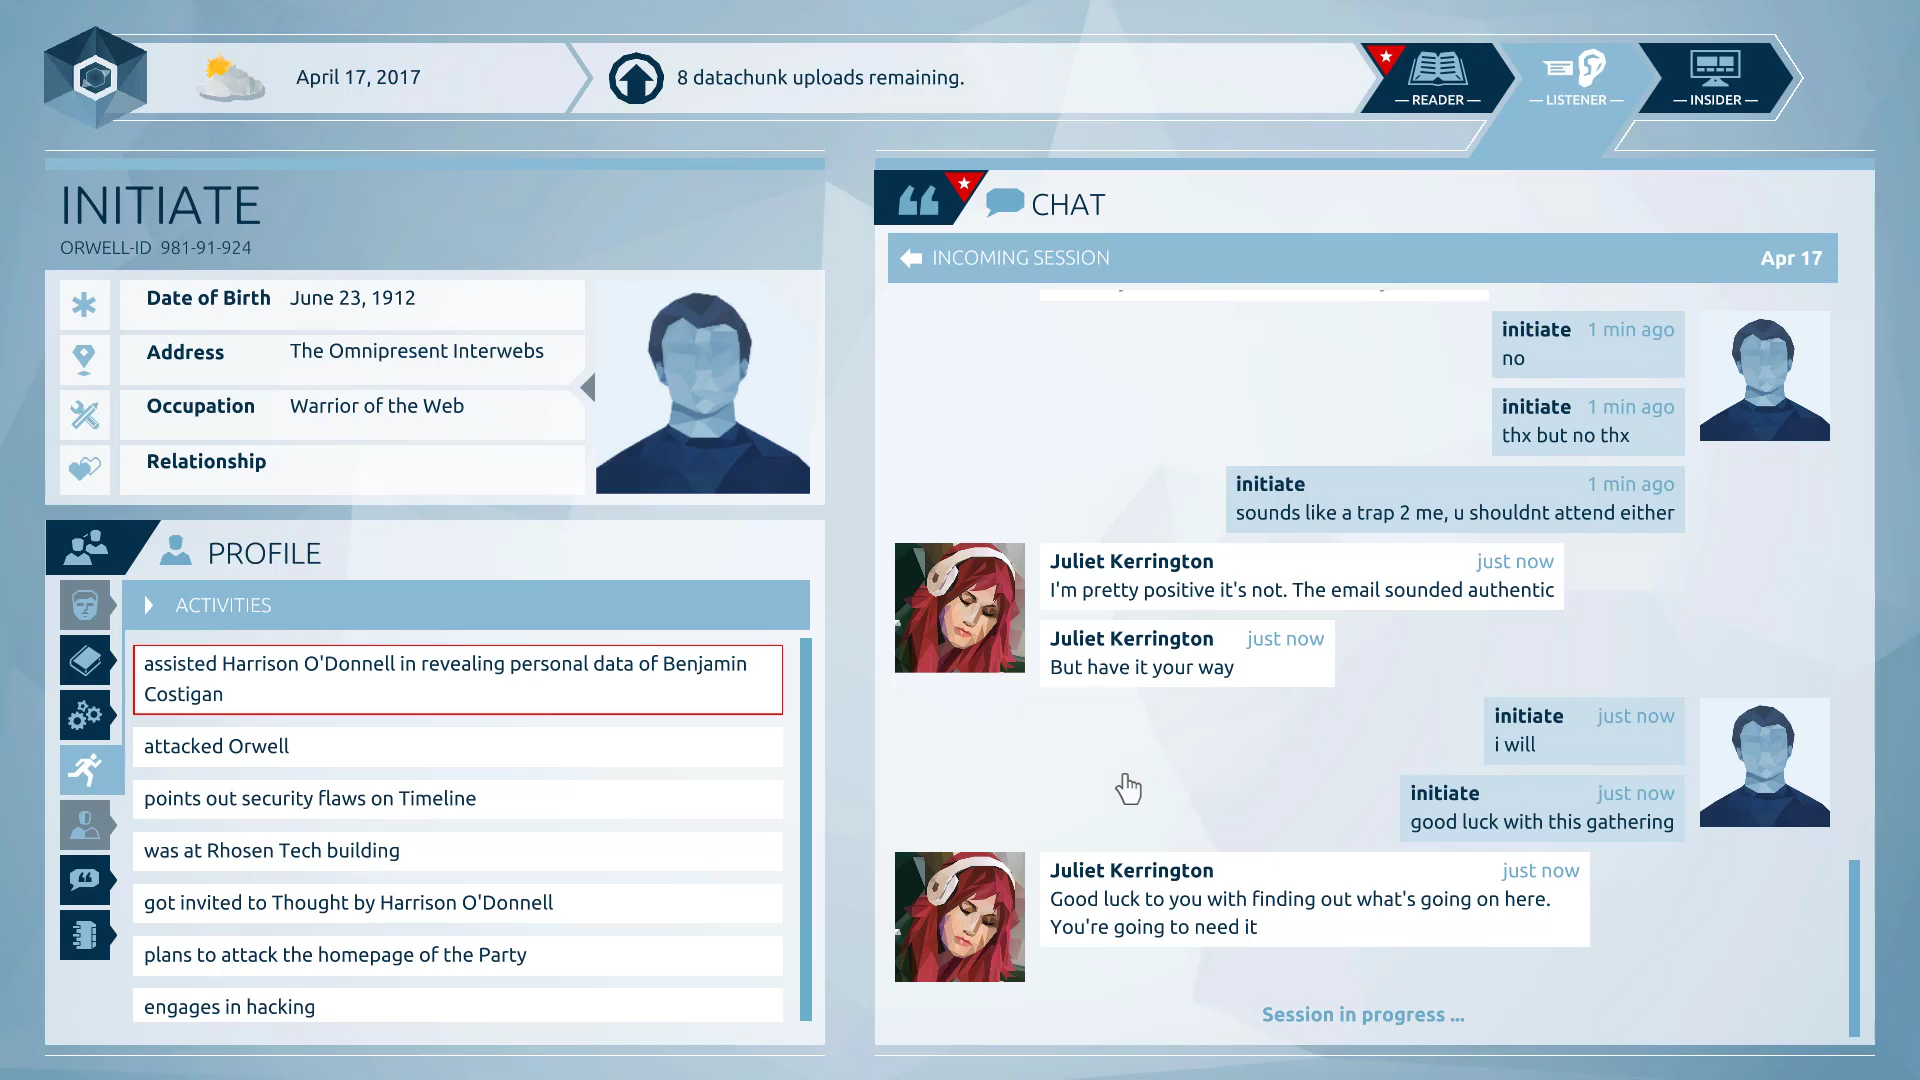 April 17, 2017
8 datachunk uploads remaining.
— READER —
— LISTENER —
— INSIDER —
INITIATE
ORWELL-ID 981-91-924
Date of Birth June 23, 1912
Address The Omnipresent Interwebs
Occupation Warrior of the Web
Relationship
PROFILE
ACTIVITIES
assisted Harrison O'Donnell in revealing personal data of Benjamin
Costigan
attacked Orwell
points out security flaws on Timeline
was at Rhosen Tech building
got invited to Thought by Harrison O'Donnell
plans to attack the homepage of the Party
engages in hacking
CHAT
INCOMING SESSION Apr 17
initiate 1 min ago
no
initiate 1 min ago
thx but no thx
initiate 1 min ago
sounds like a trap 2 me, u shouldnt attend either
Juliet Kerrington just now
I'm pretty positive it's not. The email sounded authentic
Juliet Kerrington just now
But have it your way
initiate just now
i will
initiate just now
good luck with this gathering
Juliet Kerrington just now
Good luck to you with finding out what's going on here.
You're going to need it
Session in progress ...